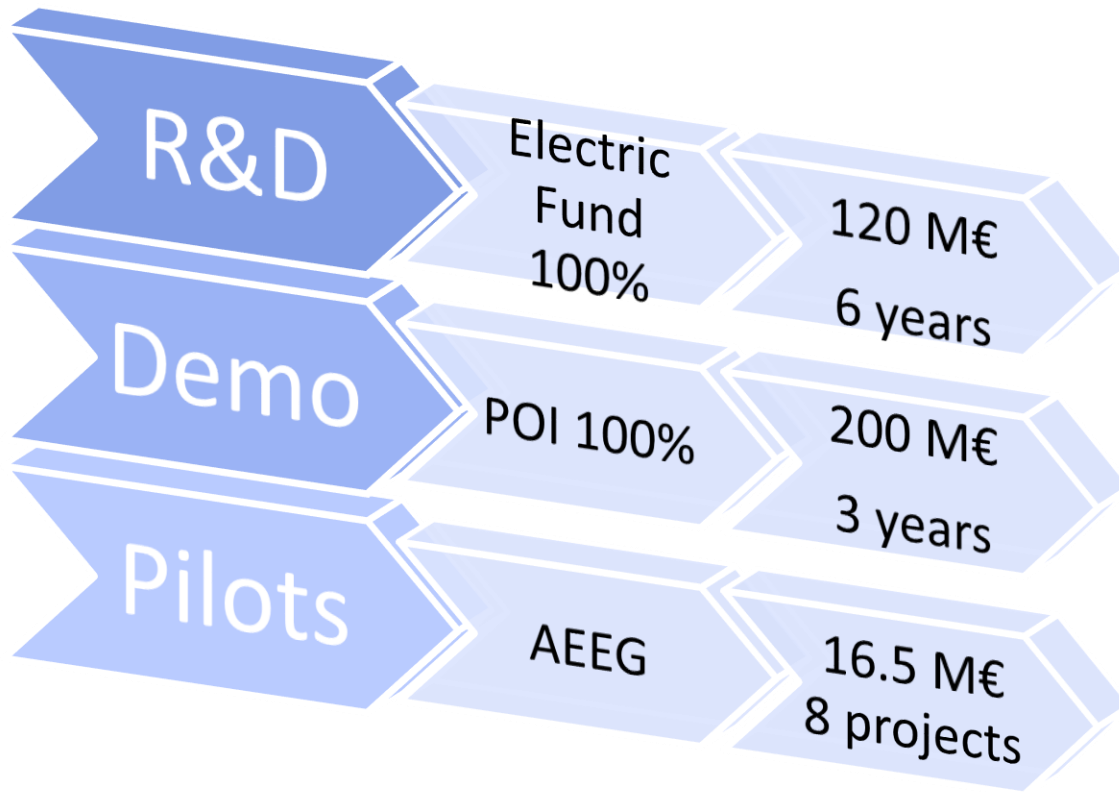 R&D
Electric
Fund
100%
120 M€
6 years
Demo
POI 100%
200 M€
3 years
Pilots
AEEG
16.5 M€
8 projects